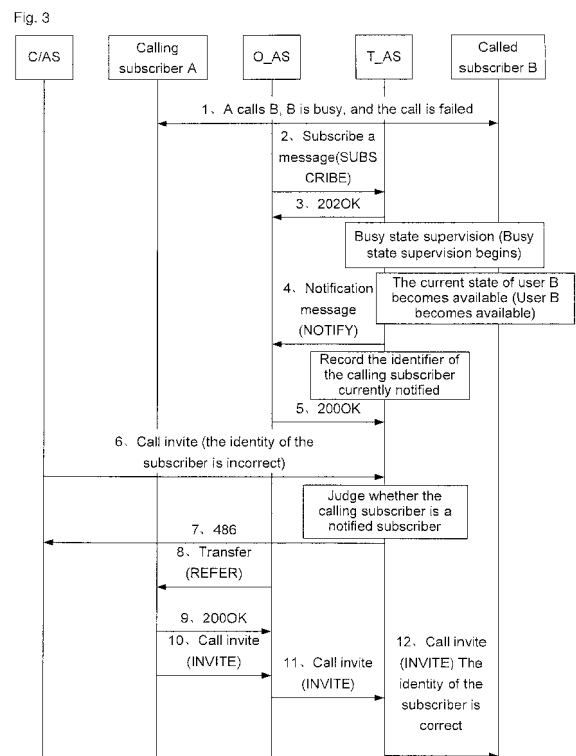 Fig. 3
C/AS
Calling
subscriber A
O_AS
T_AS
Called
subscriber B
1、A calls B, B is busy, and the call is failed
2、Subscribe a
message(SUBS
CRIBE)
3、202OK
Busy state supervision (Busy
state supervision begins)
The current state of user B
becomes available (User B
becomes available)
4、Notification
message
(NOTIFY)
Record the identifier of
the calling subscriber
currently notified
5、200OK
6、Call invite (the identity of the
subscriber is incorrect)
Judge whether the
calling subscriber is a
notified subscriber
7、486
8、Transfer
(REFER)
9、200OK
10、Call invite
(INVITE)
11、Call invite
(INVITE)
12、Call invite
(INVITE) The
identity of the
subscriber is
correct